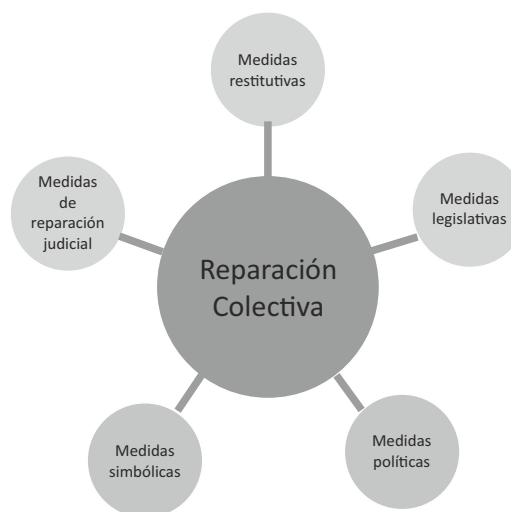 Medidas
restitutivas
Medidas
de
reparación
judicial
Medidas
legislativas
Reparación
Colectiva
Medidas
simbólicas
Medidas
políticas